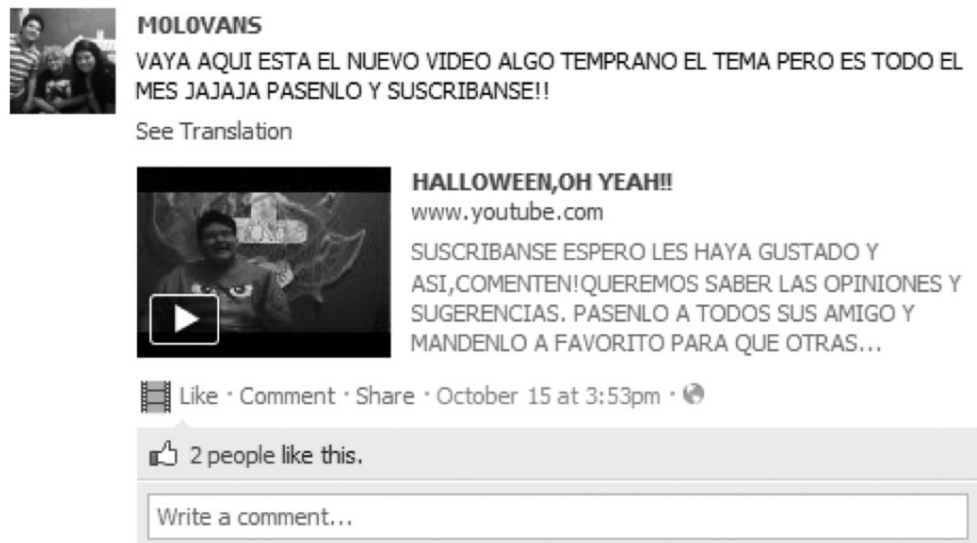 MOLOVANS
VAYA AQUI ESTA EL NUEVO VIDEO ALGO TEMPRANO EL TEMA PERO ES TODO EL
MES JAJAJA PASENLO Y SUSCRIBANSE!!
See Translation
HALLOWEEN,OH YEAH!!
www.youtube.com
SUSCRIBANSE ESPERO LES HAYA GUSTADO Y
ASI,COMENTEN!QUEREMOS SABER LAS OPINIONES Y
SUGERENCIAS. PASENLO A TODOS SUS AMIGO Y
MANDENLO A FAVORITO PARA QUE OTRAS...
Like · Comment · Share · October 15 at 3:53pm ·
2 people like this.
Write a comment...